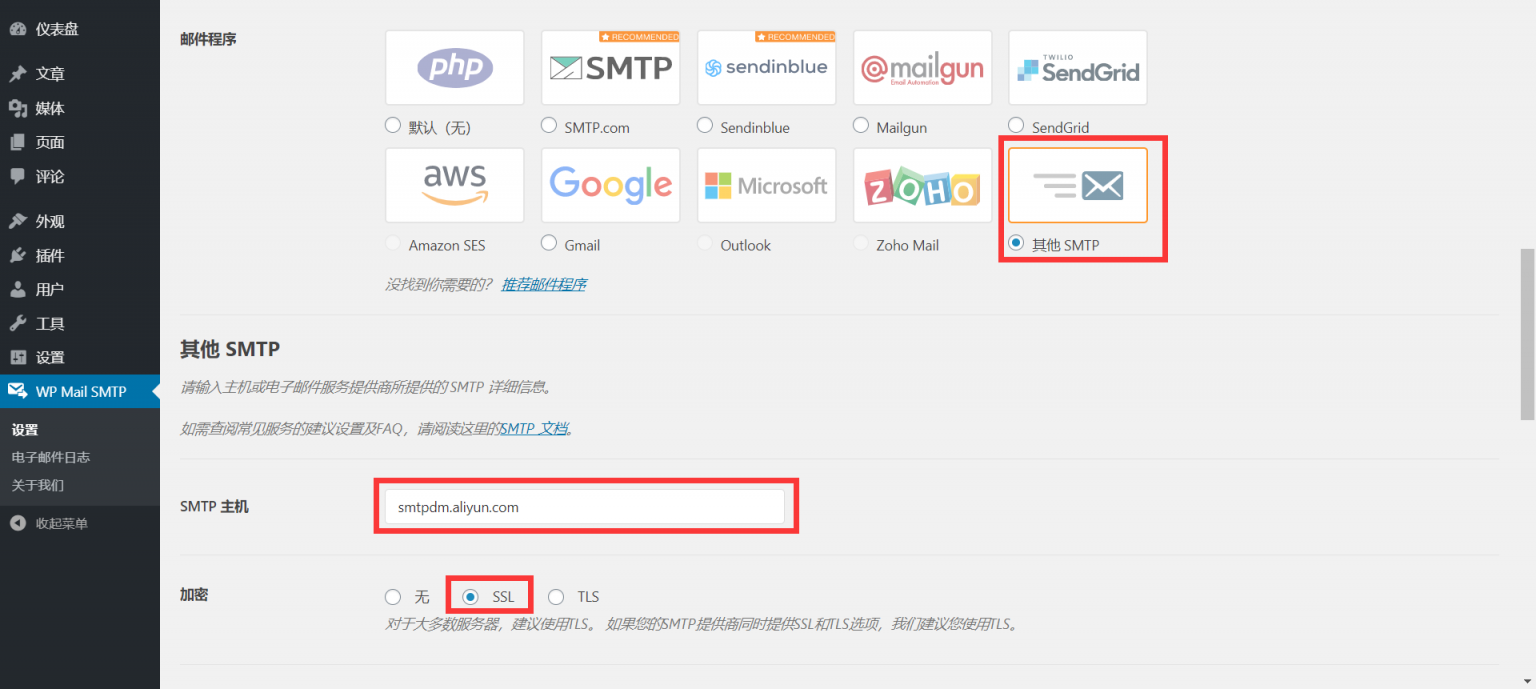 仪表盘
文章
媒体
页面
评论
外观
插件
用户
工具
设置
WP Mail SMTP
设置
电子邮件日志
关于我们
收起菜单
邮件程序
php
RECOMMENDED
SMTP
RECOMMENDED
sendinblue
mailgun
Email Automation
TWILIO
SendGrid
默认（无）
SMTP.com
Sendinblue
Mailgun
SendGrid
aws
Google
Microsoft
ZOHO
Amazon SES
Gmail
Outlook
Zoho Mail
其他 SMTP
没找到你需要的？ 推荐邮件程序
其他 SMTP
请输入主机或电子邮件服务提供商所提供的 SMTP 详细信息。
如需查阅常见服务的建议设置及FAQ，请阅读这里的SMTP 文档。
SMTP 主机
smtpdm.aliyun.com
加密
无
SSL
TLS
对于大多数服务器，建议使用TLS。 如果您的SMTP提供商同时提供SSL和TLS选项，我们建议您使用TLS。